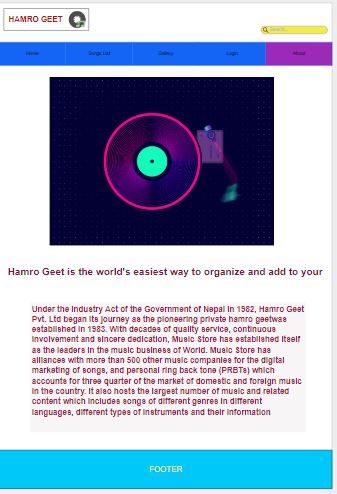 HAMRO GEET
Search...
Home Songs List Gallery Login About
Hamro Geet is the world's easiest way to organize and add to your
Under the Industry Act of the Government of Nepal in 1982, Hamro Geet
Pvt. Ltd began its journey as the pioneering private hamro geetwas
established in 1983. With decades of quality service, continuous
involvement and sincere dedication, Music Store has established itself
as the leaders in the music business of World. Music Store has
alliances with more than 500 other music companies for the digital
marketing of songs, and personal ring back tone (PRBTs) which
accounts for three quarter of the market of domestic and foreign music
in the country. It also hosts the largest number of music and related
content which includes songs of different genres in different
languages, different types of instruments and their information
FOOTER